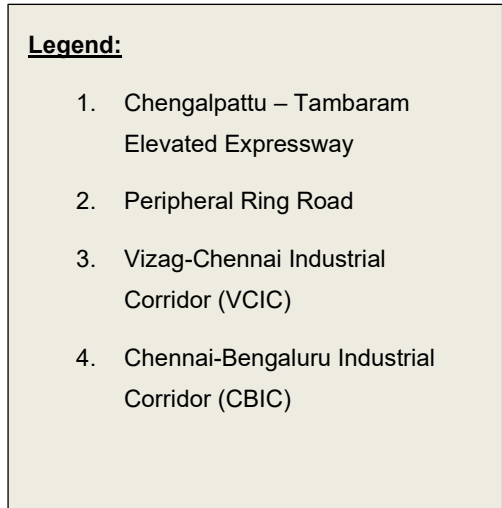 Legend:
1. Chengalpattu – Tambaram
Elevated Expressway
2. Peripheral Ring Road
3. Vizag-Chennai Industrial
Corridor (VCIC)
4. Chennai-Bengaluru Industrial
Corridor (CBIC)